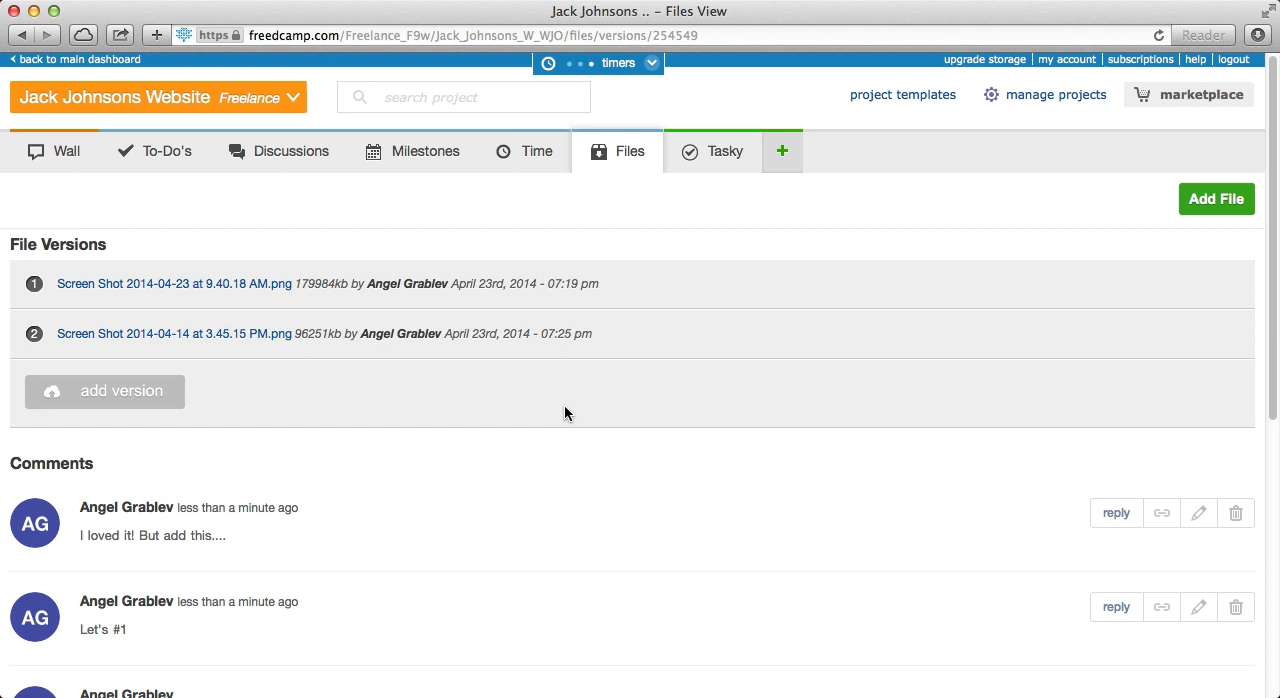 Jack Johnsons .. – Files View
https freedcamp.com/Freelance_F9w/Jack_Johnsons_W_WJO/files/versions/254549 Reader
back to main dashboard timers upgrade storage my account subscriptions help logout
Jack Johnsons Website Freelance search project project templates manage projects marketplace
Wall To-Do's Discussions Milestones Time Files Tasky +
Add File
File Versions
1 Screen Shot 2014-04-23 at 9.40.18 AM.png 179984kb by Angel Grablev April 23rd, 2014 - 07:19 pm
2 Screen Shot 2014-04-14 at 3.45.15 PM.png 96251kb by Angel Grablev April 23rd, 2014 - 07:25 pm
add version
Comments
AG Angel Grablev less than a minute ago reply
I loved it! But add this....
AG Angel Grablev less than a minute ago reply
Let's #1
Angel Grablev